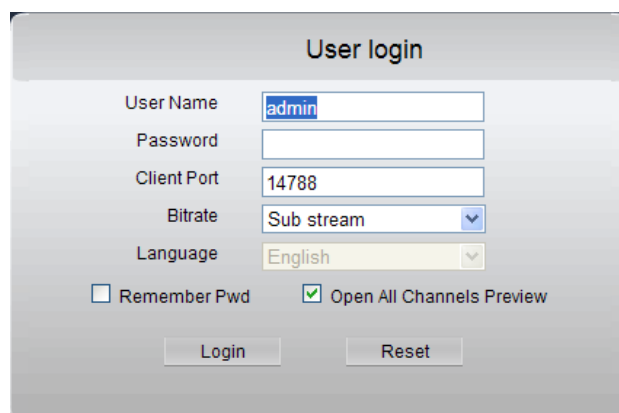 User login
User Name admin
Password
Client Port 14788
Bitrate Sub stream
Language English
Remember Pwd Open All Channels Preview
Login Reset